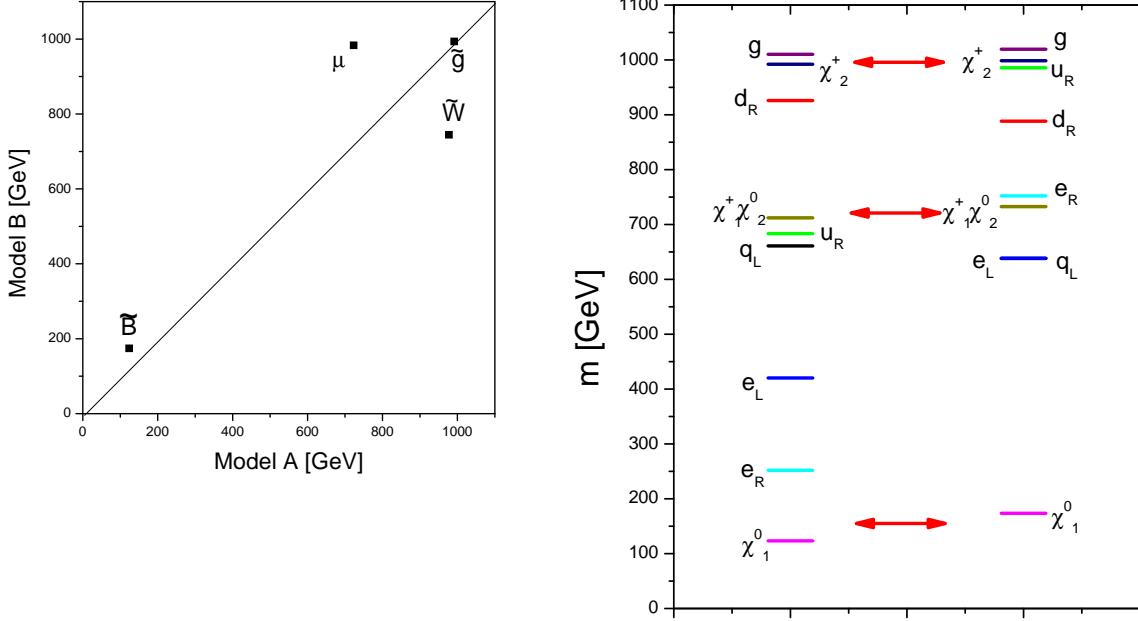 Model B [GeV]
1000
800
600
400
200
0
μ
g̃
W̃
B̃
0
200
400
600
800
1000
Model A [GeV]
m [GeV]
1100
1000
900
800
700
600
500
400
300
200
100
0
g
χ⁺₂
d_R
χ⁺₁χ⁰₂
u_R
q_L
e_L
e_R
χ⁰₁
g
χ⁺₂
u_R
d_R
e_R
χ⁺₁χ⁰₂
e_L q_L
χ⁰₁